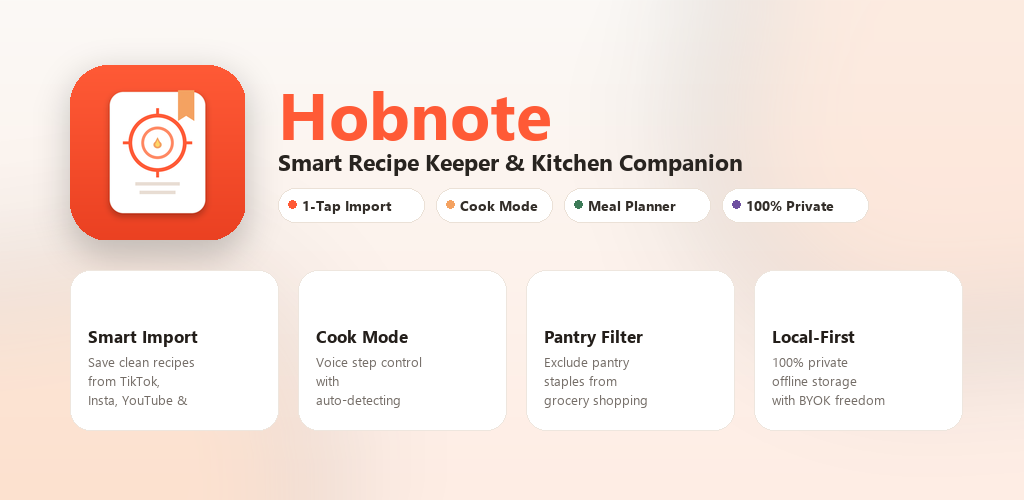 Hobnote
Smart Recipe Keeper & Kitchen Companion
1-Tap Import
Cook Mode
Meal Planner
100% Private
Smart Import
Save clean recipes
from TikTok,
Insta, YouTube &
Cook Mode
Voice step control
with
auto-detecting
Pantry Filter
Exclude pantry
staples from
grocery shopping
Local-First
100% private
offline storage
with BYOK freedom